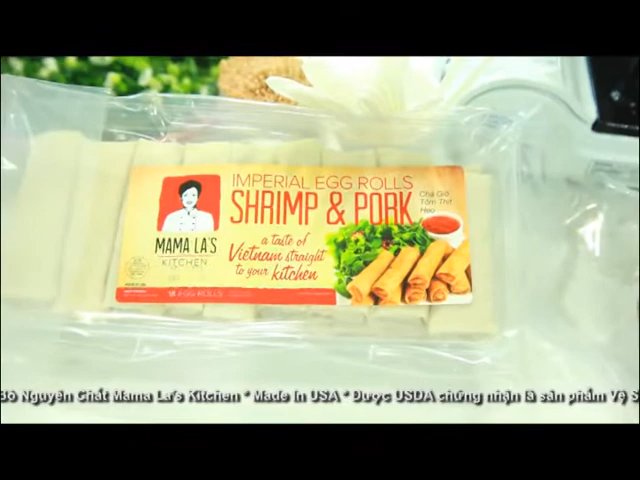 IMPERIAL EGG ROLLS
SHRIMP & PORK
Chả Giò
Tôm Thịt
Heo
MAMA LA'S
KITCHEN
a taste of
Vietnam straight
to your kitchen
EGG ROLLS
Bò Nguyên Chất Mama La's Kitchen * Made In USA * Được USDA chứng nhận là sản phẩm Vệ S